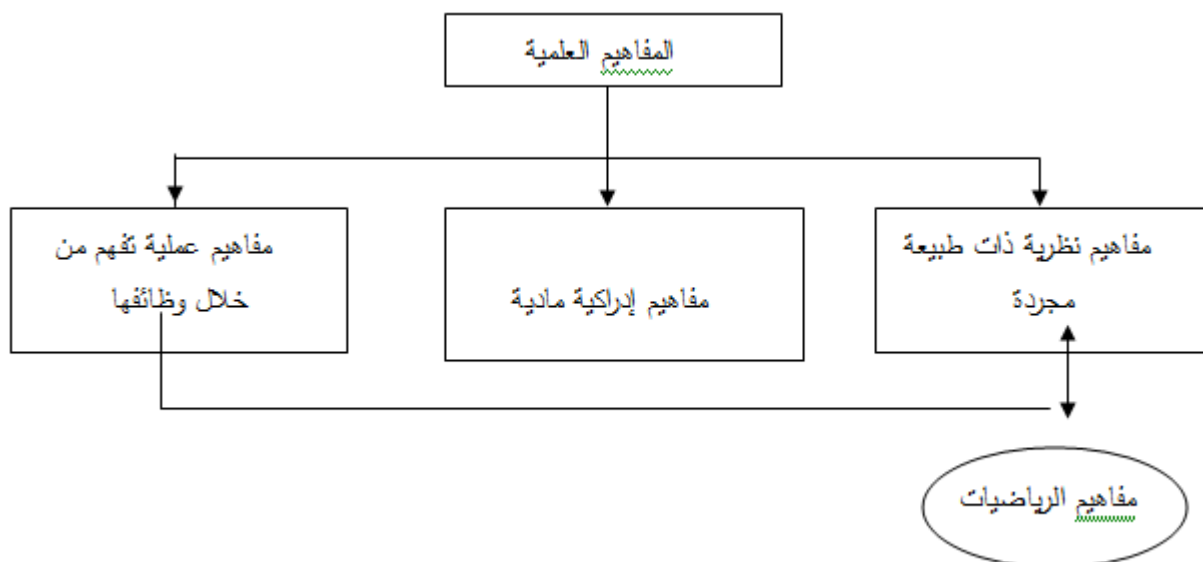 المفاهيم العلمية
مفاهيم نظرية ذات طبيعة
مجردة
مفاهيم إدراكية مادية
مفاهيم عملية تفهم من
خلال وظائفها
مفاهيم الرياضيات